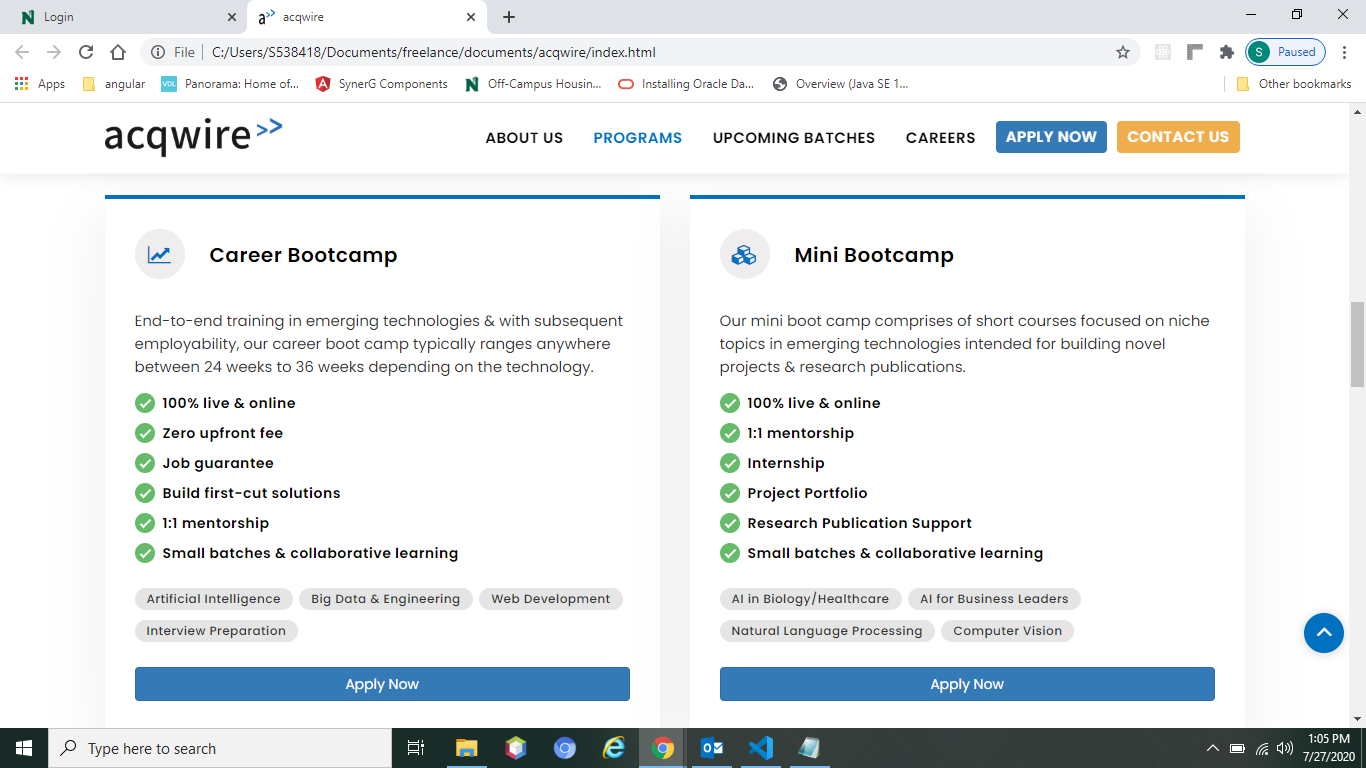 Login
acqwire
File
C:/Users/S538418/Documents/freelance/documents/acqwire/index.html
S
Paused
Apps
angular
VDL
Panorama: Home of...
SynerG Components
Off-Campus Housin...
Installing Oracle Da...
Overview (Java SE 1...
Other bookmarks
acqwire
ABOUT US
PROGRAMS
UPCOMING BATCHES
CAREERS
APPLY NOW
CONTACT US
Career Bootcamp
End-to-end training in emerging technologies & with subsequent
employability, our career boot camp typically ranges anywhere
between 24 weeks to 36 weeks depending on the technology.
100% live & online
Zero upfront fee
Job guarantee
Build first-cut solutions
1:1 mentorship
Small batches & collaborative learning
Artificial Intelligence
Big Data & Engineering
Web Development
Interview Preparation
Apply Now
Mini Bootcamp
Our mini boot camp comprises of short courses focused on niche
topics in emerging technologies intended for building novel
projects & research publications.
100% live & online
1:1 mentorship
Internship
Project Portfolio
Research Publication Support
Small batches & collaborative learning
AI in Biology/Healthcare
AI for Business Leaders
Natural Language Processing
Computer Vision
Apply Now
Type here to search
1:05 PM
7/27/2020